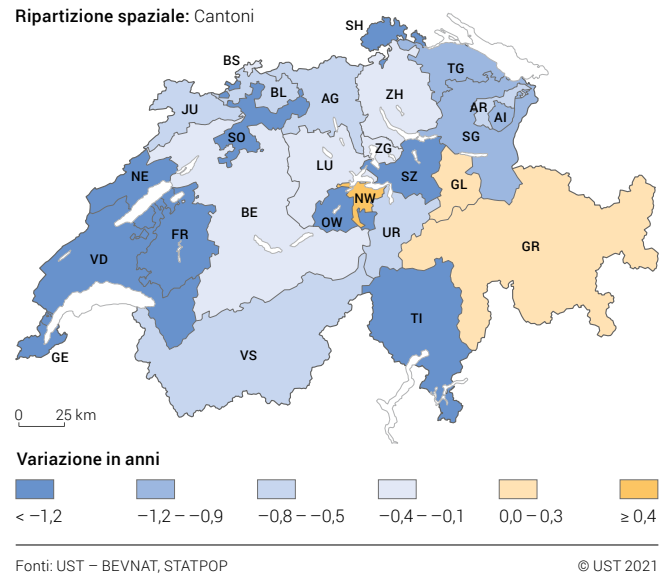 Ripartizione spaziale: Cantoni
SH
BS
TG
BL
ZH
AG
JU
AR
AI
SO
SG
ZG
LU
NE
SZ
GL
NW
BE
OW
FR
UR
GR
VD
TI
VS
GE
0 25 km
Variazione in anni
< −1,2
−1,2 – −0,9
−0,8 – −0,5
−0,4 – −0,1
0,0 – 0,3
≥ 0,4
Fonti: UST – BEVNAT, STATPOP
© UST 2021